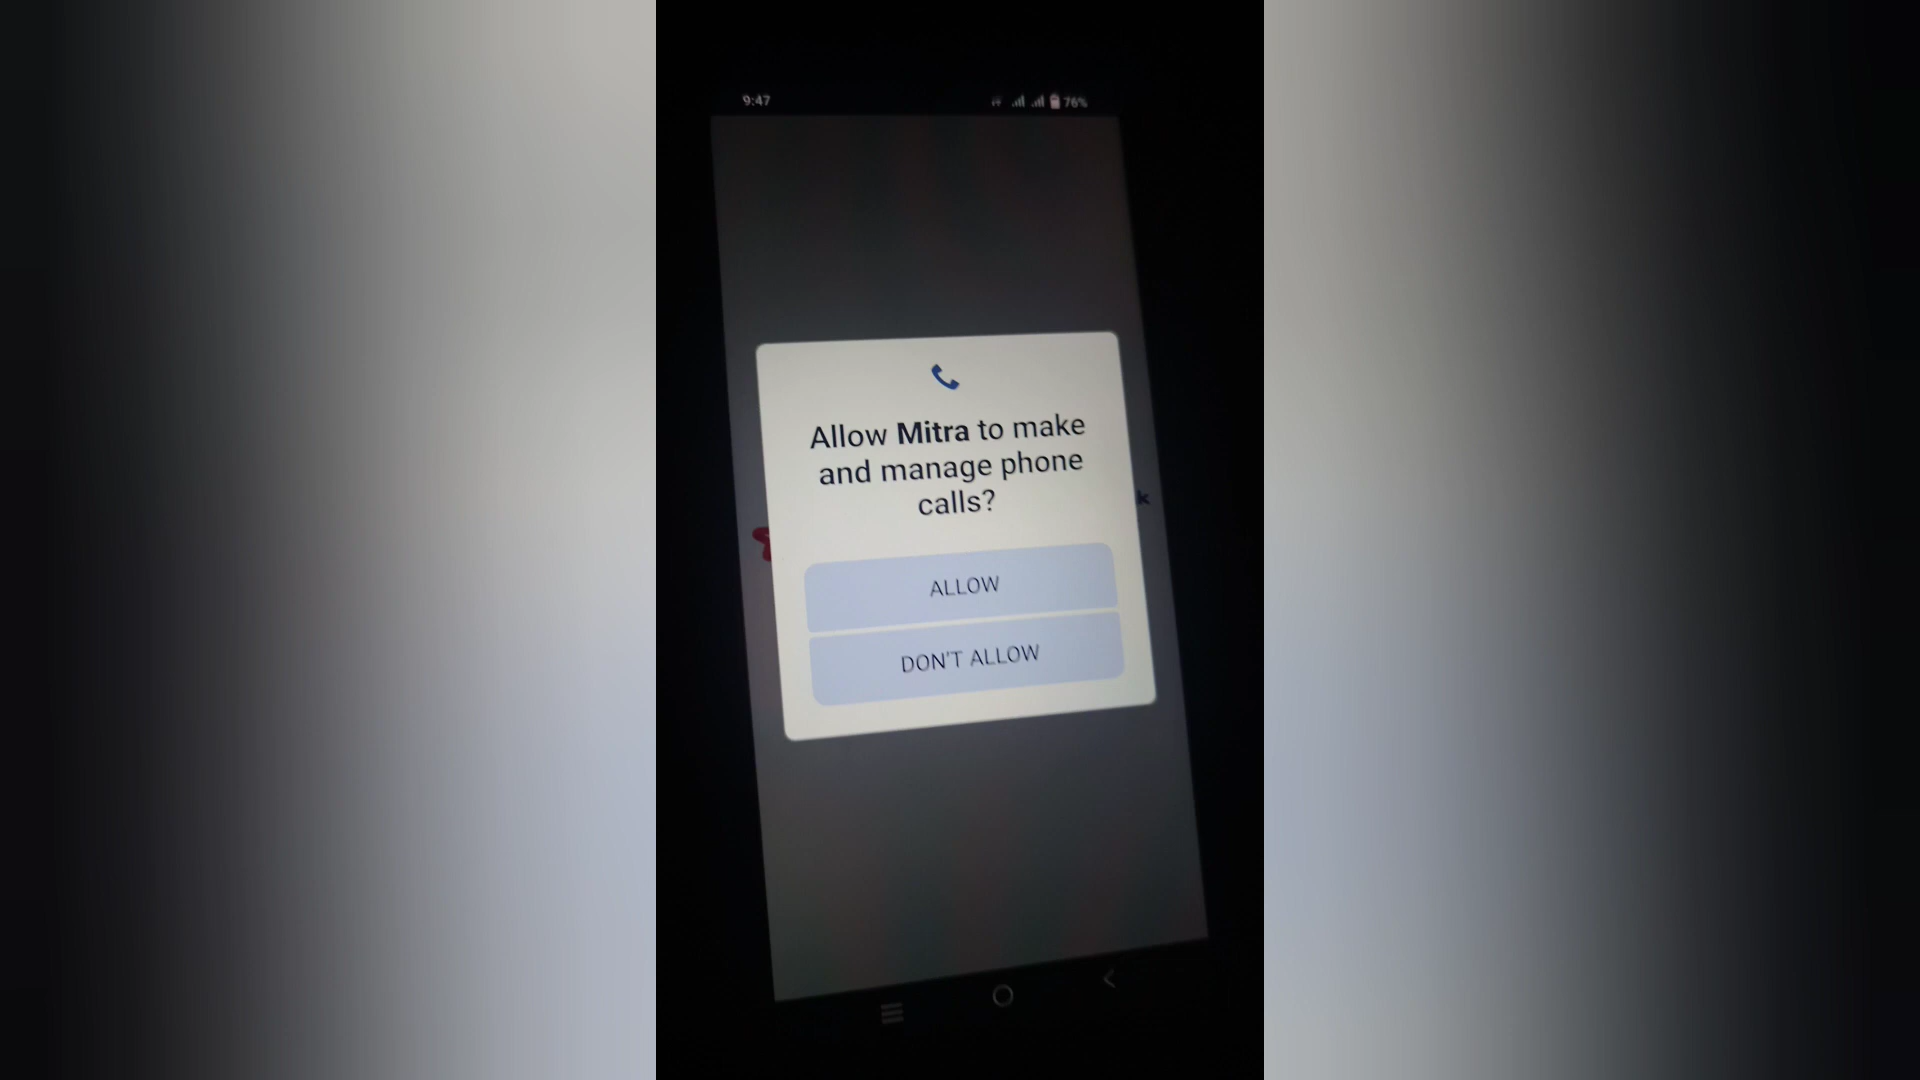 9:47
76%
Allow Mitra to make
and manage phone
calls?
k
ALLOW
DON'T ALLOW